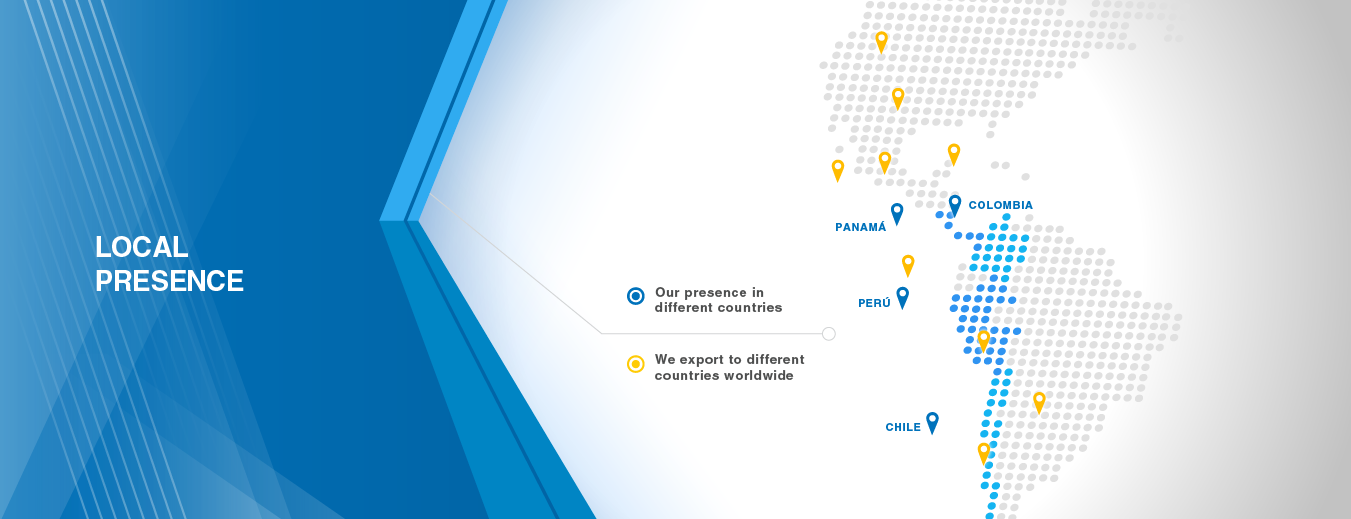 LOCAL
PRESENCE
Our presence in
different countries
We export to different
countries worldwide
COLOMBIA
PANAMÁ
PERÚ
CHILE